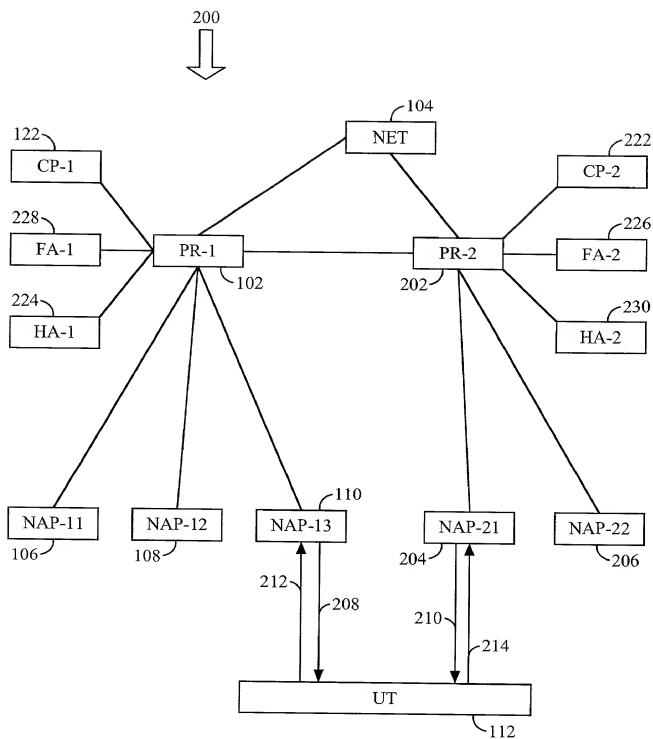 200
104
NET
122
CP-1
222
CP-2
228
FA-1
PR-1
102
PR-2
202
226
FA-2
224
HA-1
230
HA-2
110
NAP-11
106
NAP-12
108
NAP-13
NAP-21
204
NAP-22
206
212
208
210
214
UT
112